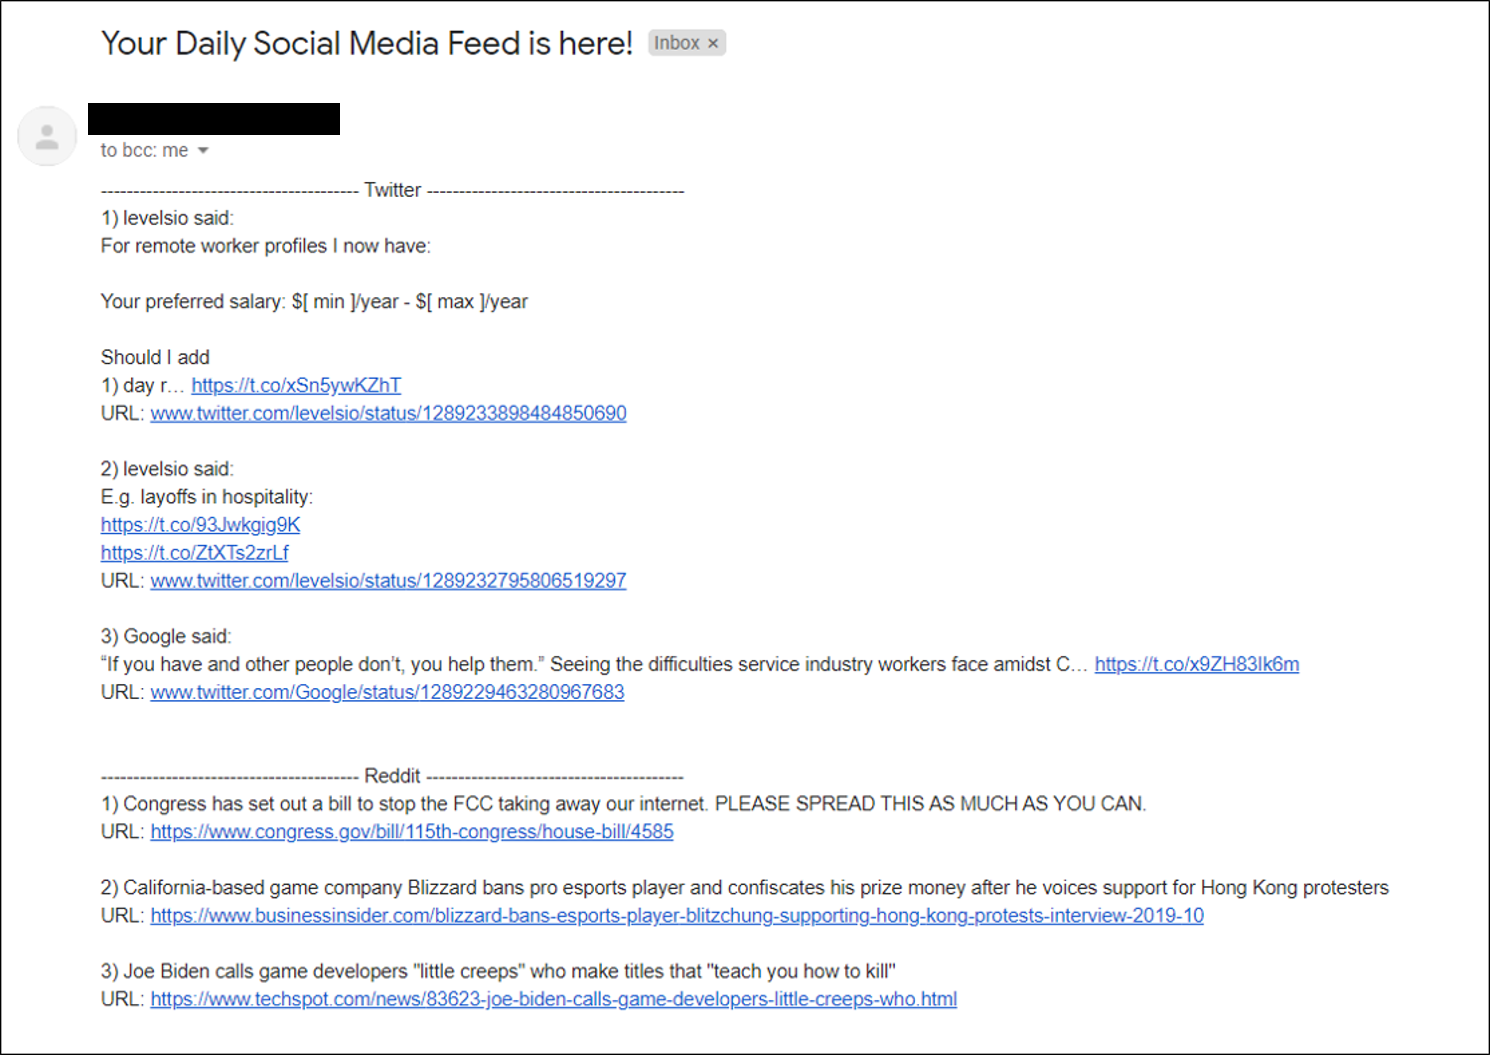 Your Daily Social Media Feed is here! Inbox ×
to bcc: me
---------------------------------------- Twitter ----------------------------------------
1) levelsio said:
For remote worker profiles I now have:
Your preferred salary: $[ min ]/year - $[ max ]/year
Should I add
1) day r… https://t.co/xSn5ywKZhT
URL: www.twitter.com/levelsio/status/1289233898484850690
2) levelsio said:
E.g. layoffs in hospitality:
https://t.co/93Jwkgig9K
https://t.co/ZtXTs2zrLf
URL: www.twitter.com/levelsio/status/1289232795806519297
3) Google said:
“If you have and other people don’t, you help them.” Seeing the difficulties service industry workers face amidst C… https://t.co/x9ZH83Ik6m
URL: www.twitter.com/Google/status/1289229463280967683
---------------------------------------- Reddit ----------------------------------------
1) Congress has set out a bill to stop the FCC taking away our internet. PLEASE SPREAD THIS AS MUCH AS YOU CAN.
URL: https://www.congress.gov/bill/115th-congress/house-bill/4585
2) California-based game company Blizzard bans pro esports player and confiscates his prize money after he voices support for Hong Kong protesters
URL: https://www.businessinsider.com/blizzard-bans-esports-player-blitzchung-supporting-hong-kong-protests-interview-2019-10
3) Joe Biden calls game developers "little creeps" who make titles that "teach you how to kill"
URL: https://www.techspot.com/news/83623-joe-biden-calls-game-developers-little-creeps-who.html